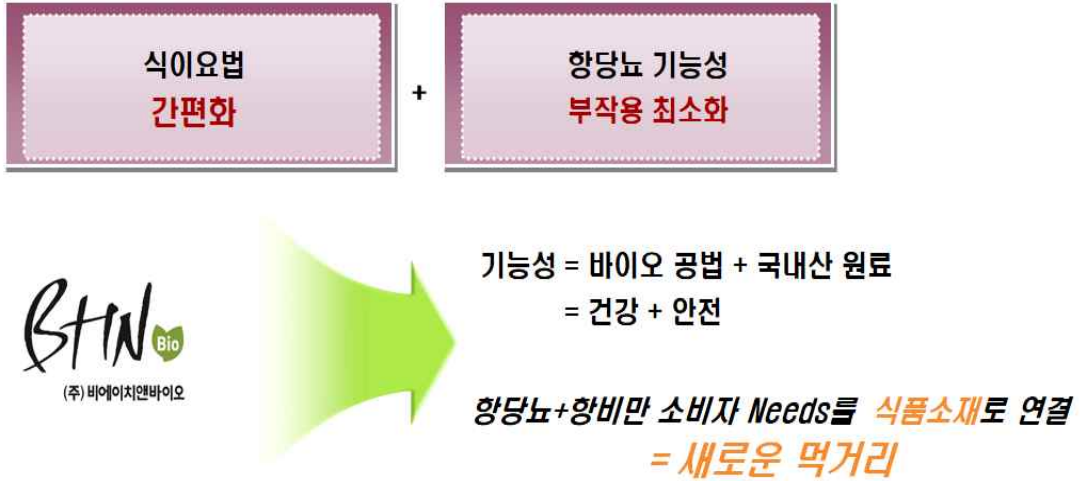 식이요법
간편화
+
항당뇨 기능성
부작용 최소화
기능성 = 바이오 공법 + 국내산 원료
= 건강 + 안전
BHN Bio
(주) 비에이치앤바이오
항당뇨+항비만 소비자 Needs를 식품소재로 연결
= 새로운 먹거리